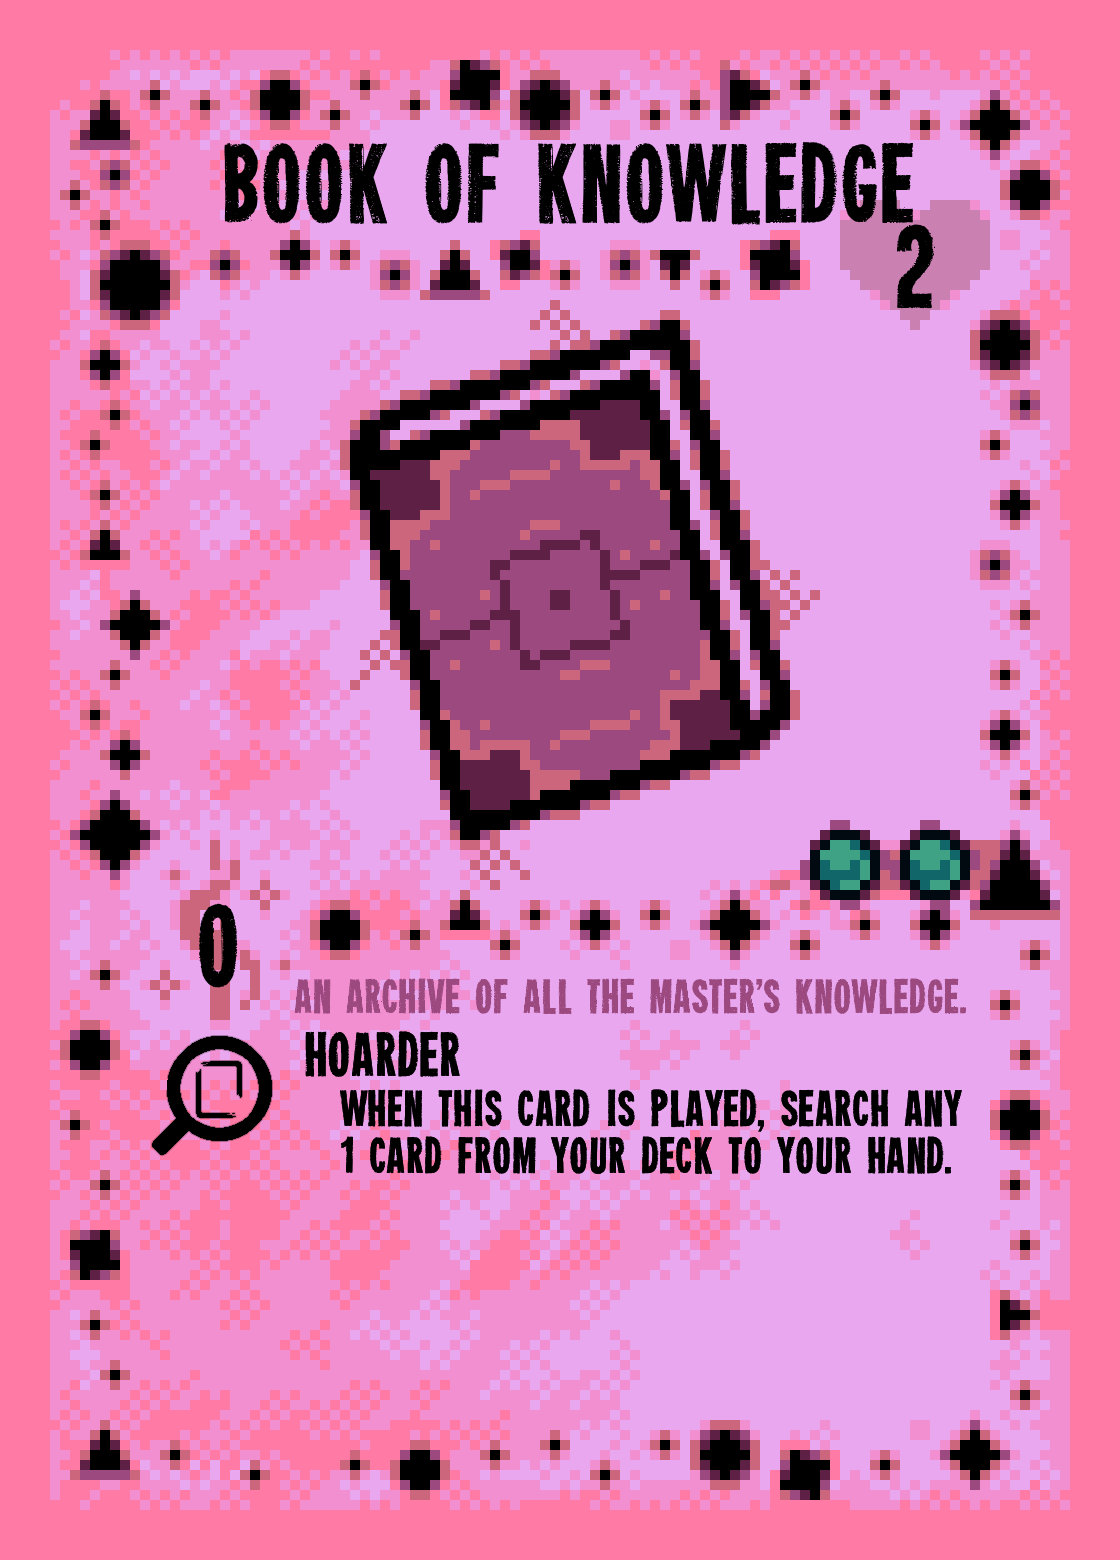 BOOK OF KNOWLEDGE
2
0
AN ARCHIVE OF ALL THE MASTER'S KNOWLEDGE.
HOARDER
WHEN THIS CARD IS PLAYED, SEARCH ANY
1 CARD FROM YOUR DECK TO YOUR HAND.